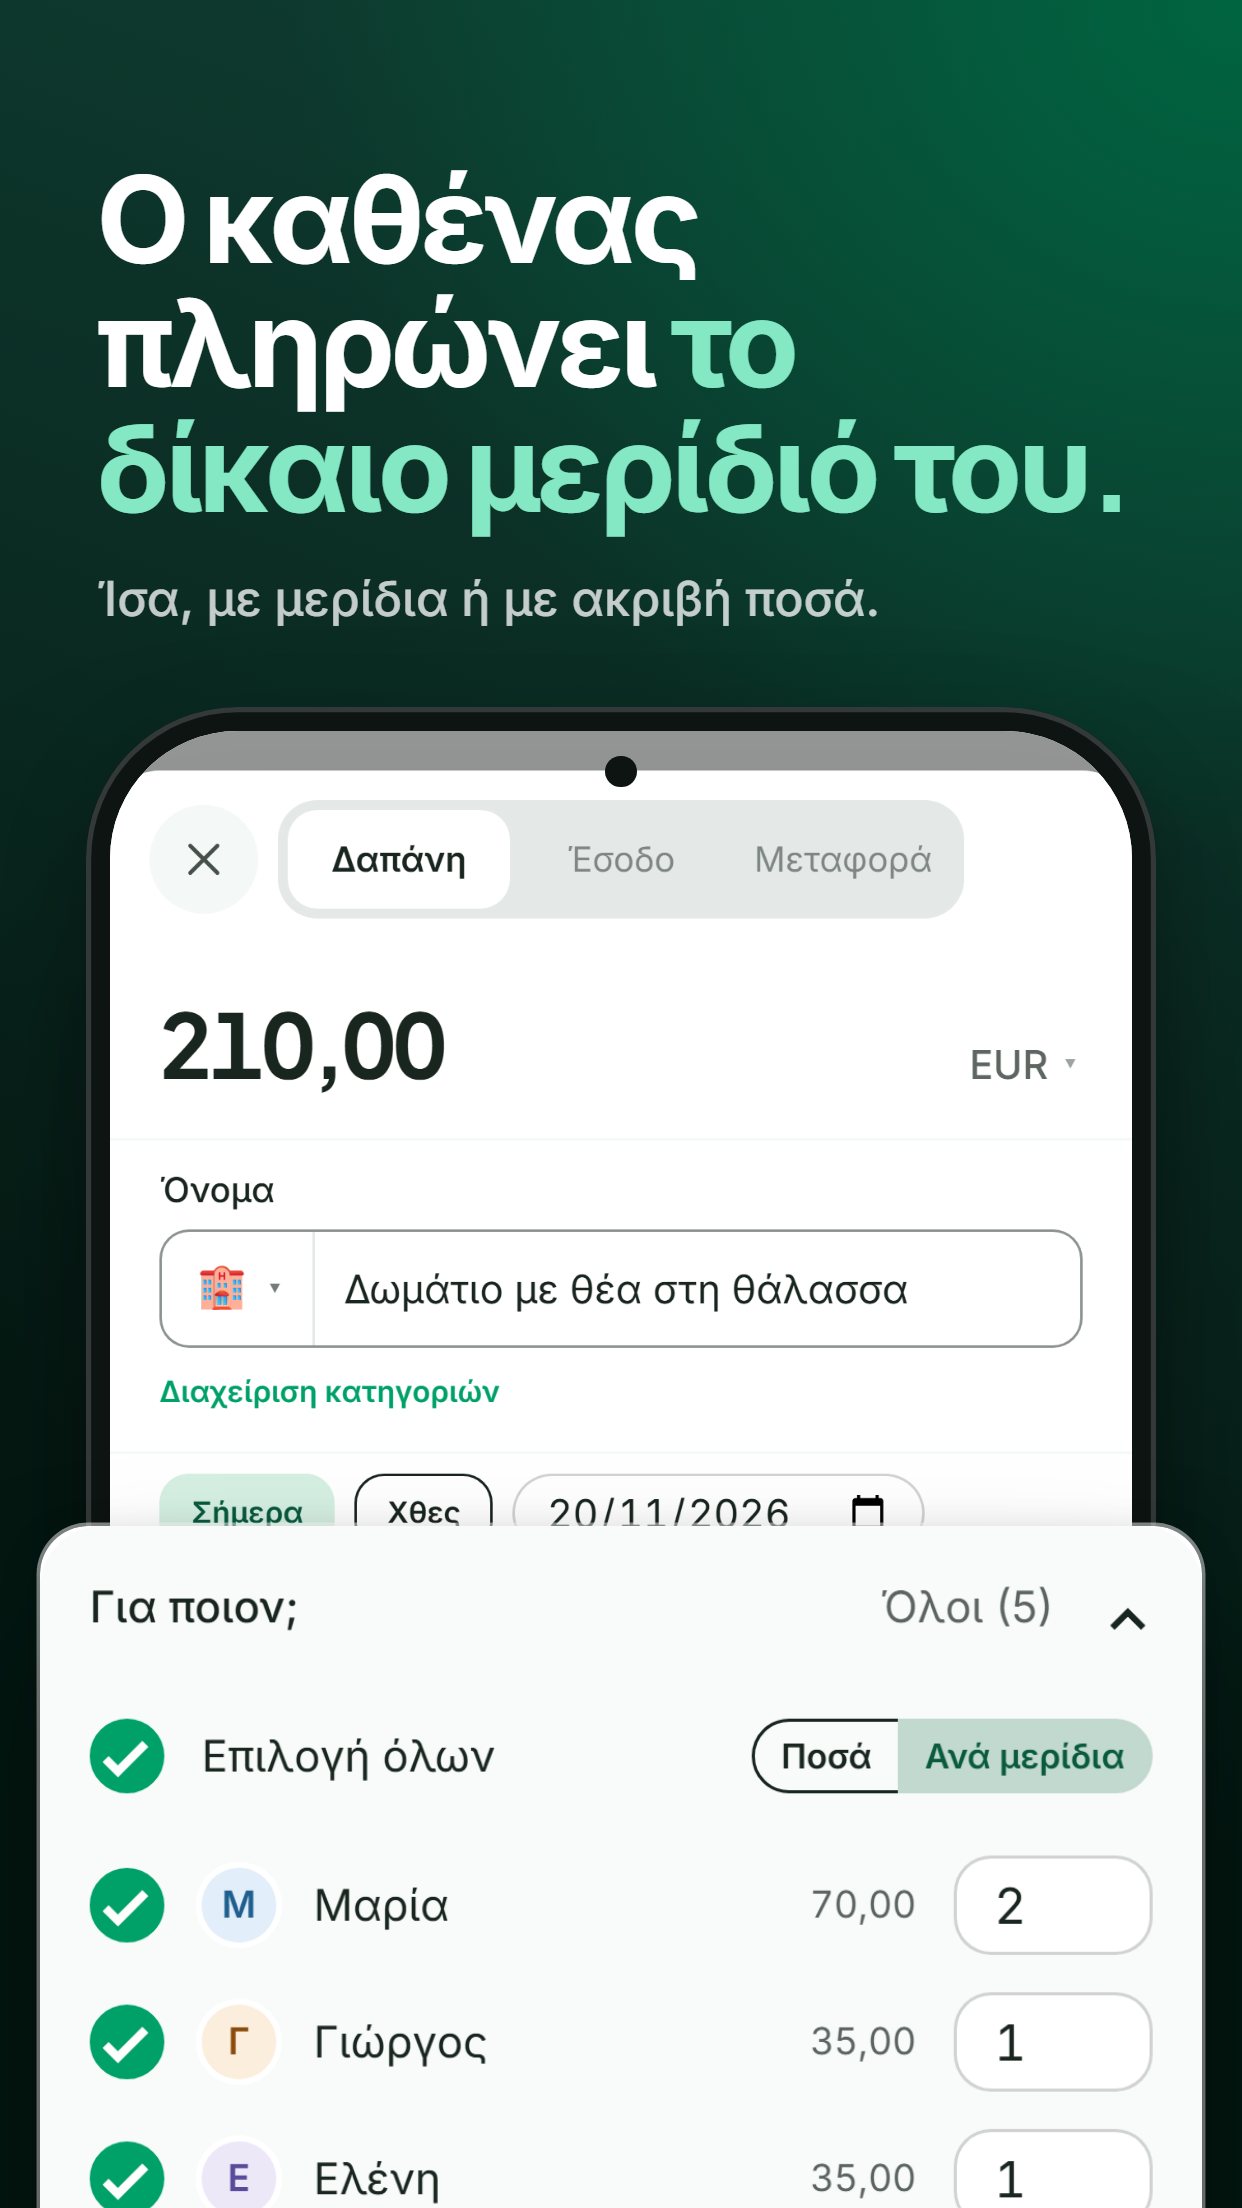 Ο καθένας
πληρώνει το
δίκαιο μερίδιό του.
Ίσα, με μερίδια ή με ακριβή ποσά.
Δαπάνη Έσοδο Μεταφορά
210,00 EUR
Όνομα
Δωμάτιο με θέα στη θάλασσα
Διαχείριση κατηγοριών
Σήμερα Χθες 20/11/2026
Για ποιον; Όλοι (5)
Επιλογή όλων Ποσά Ανά μερίδια
Μ Μαρία 70,00 2
Γ Γιώργος 35,00 1
Ε Ελένη 35,00 1